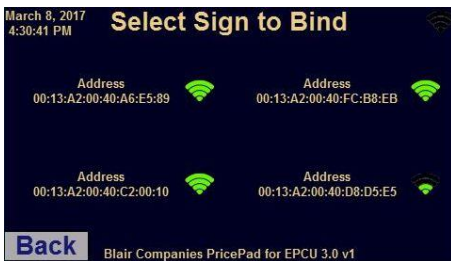 March 8, 2017
4:30:41 PM
Select Sign to Bind
Address
00:13:A2:00:40:A6:E5:89
Address
00:13:A2:00:40:FC:B8:EB
Address
00:13:A2:00:40:C2:00:10
Address
00:13:A2:00:40:D8:D5:E5
Back
Blair Companies PricePad for EPCU 3.0 v1